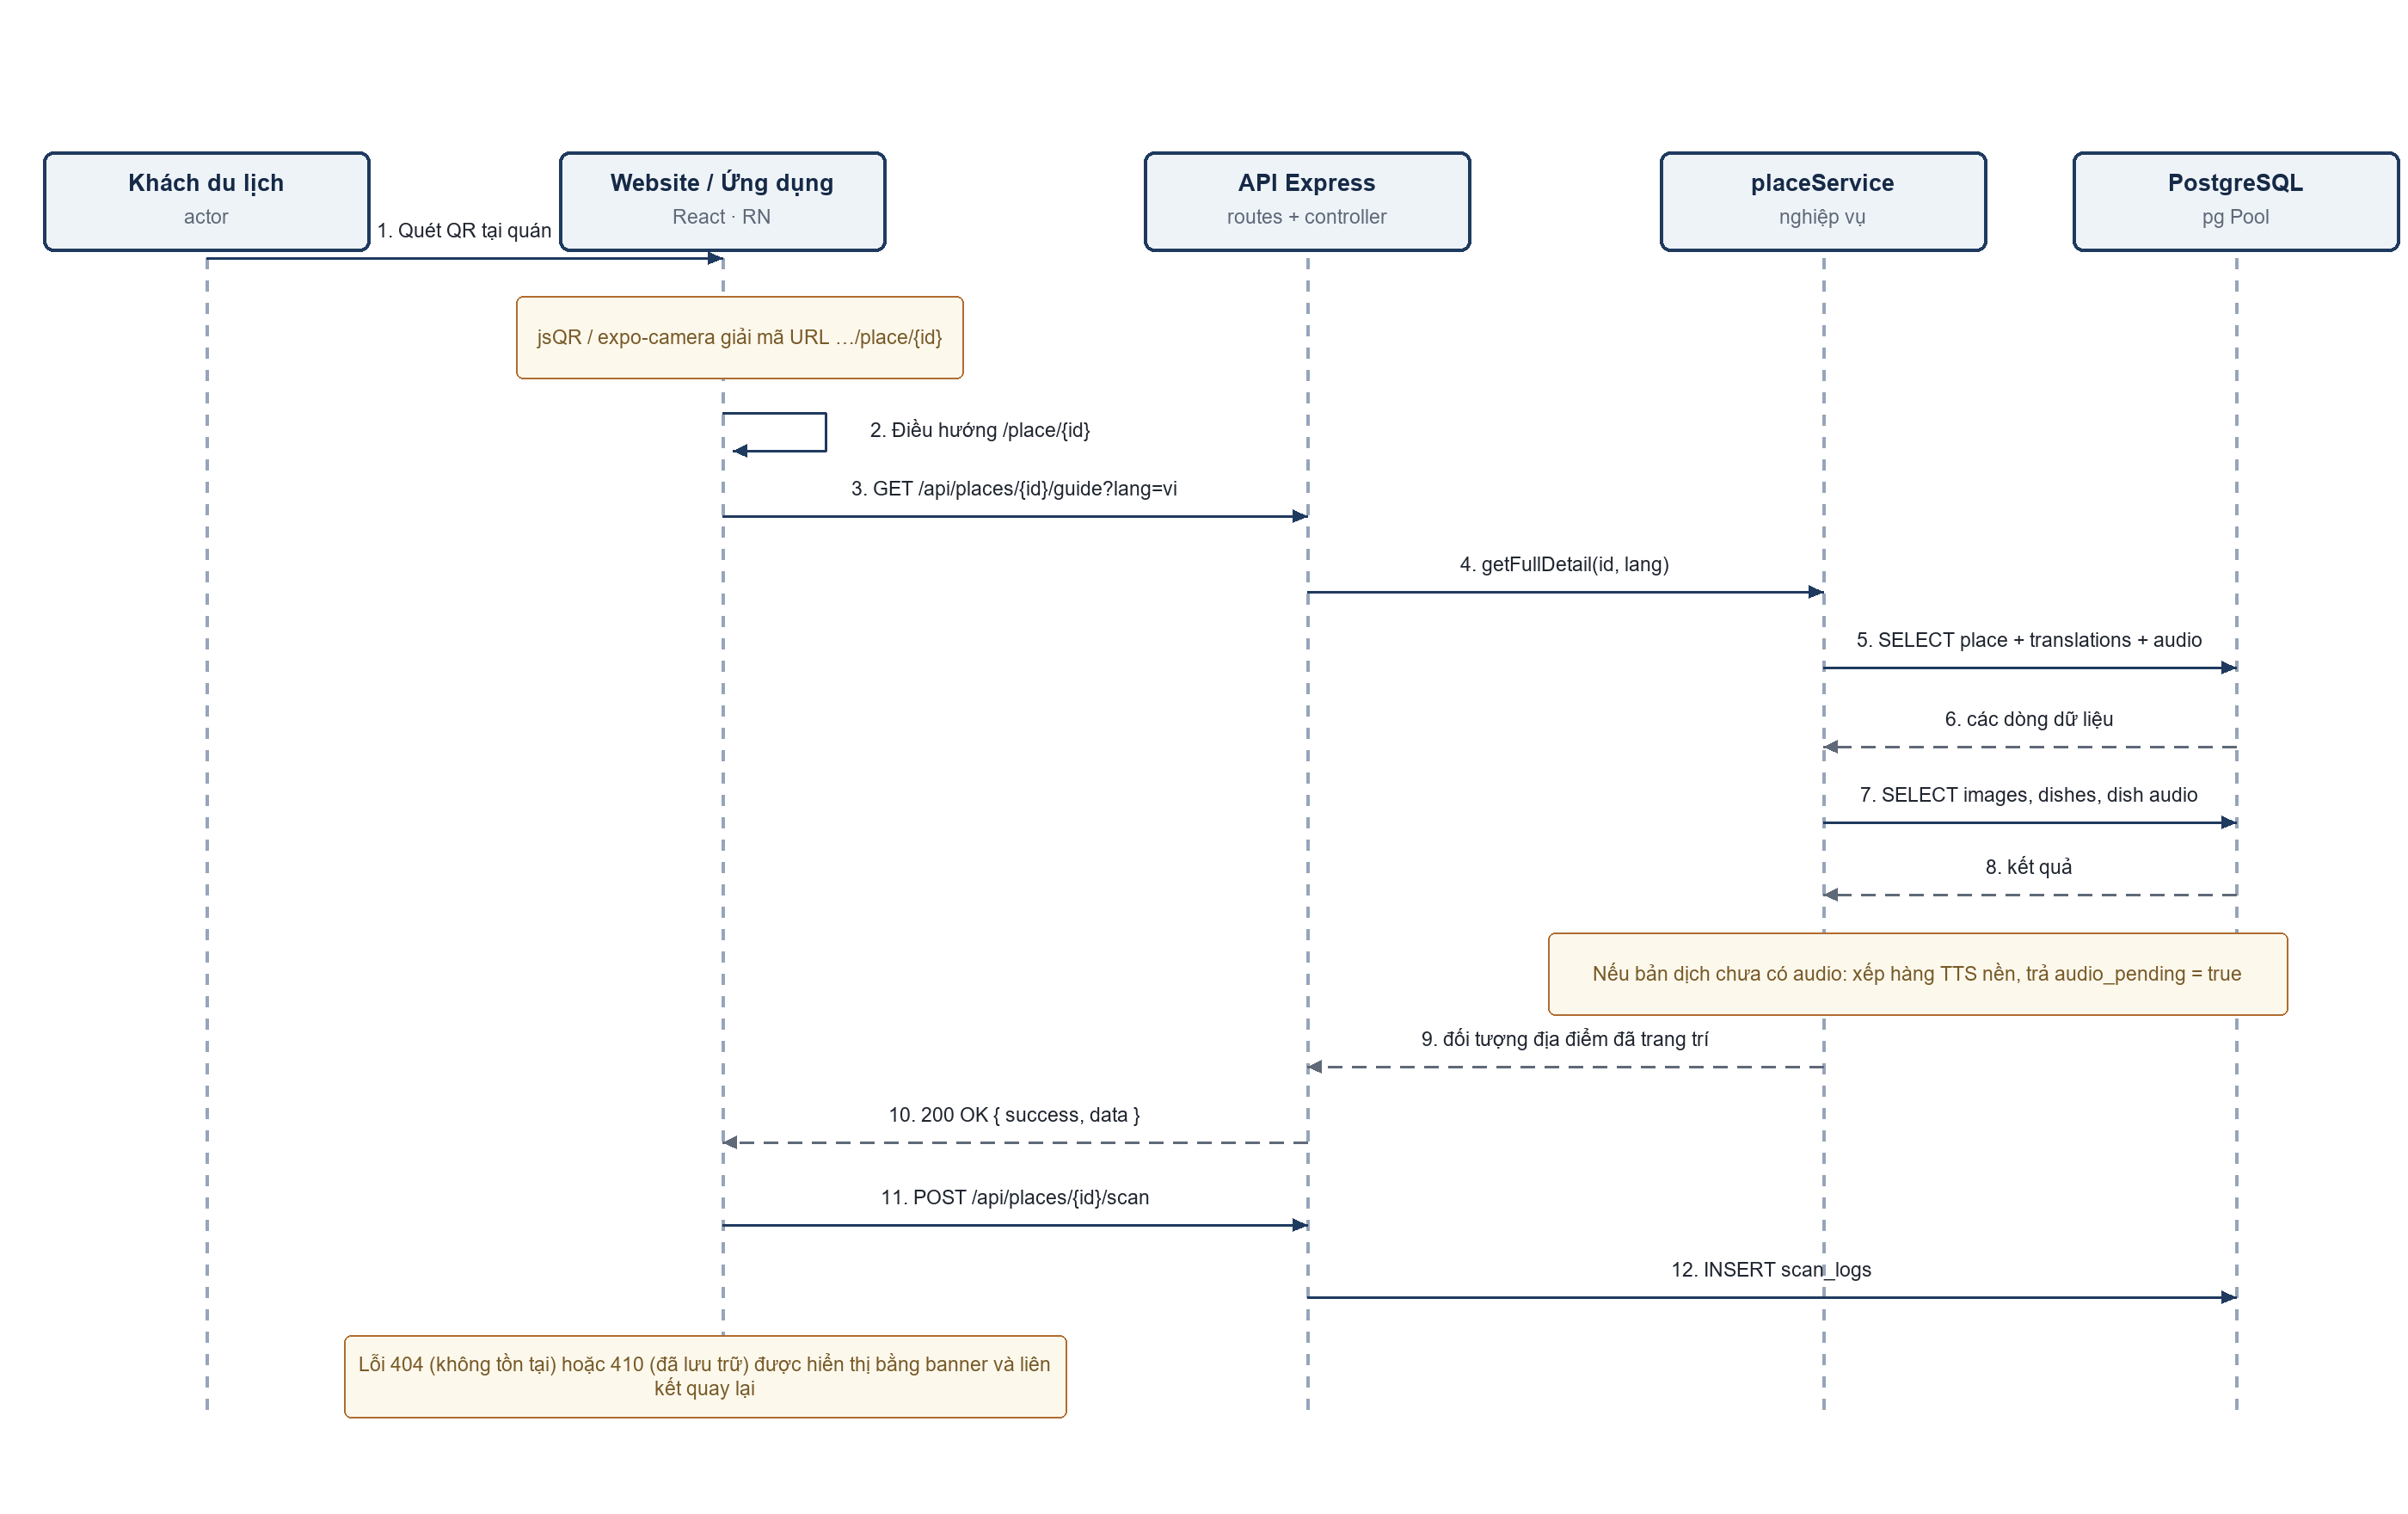 Khách du lịch
actor
Website / Ứng dụng
React · RN
API Express
routes + controller
placeService
nghiệp vụ
PostgreSQL
pg Pool
1. Quét QR tại quán
jsQR / expo-camera giải mã URL …/place/{id}
2. Điều hướng /place/{id}
3. GET /api/places/{id}/guide?lang=vi
4. getFullDetail(id, lang)
5. SELECT place + translations + audio
6. các dòng dữ liệu
7. SELECT images, dishes, dish audio
8. kết quả
Nếu bản dịch chưa có audio: xếp hàng TTS nền, trả audio_pending = true
9. đối tượng địa điểm đã trang trí
10. 200 OK { success, data }
11. POST /api/places/{id}/scan
12. INSERT scan_logs
Lỗi 404 (không tồn tại) hoặc 410 (đã lưu trữ) được hiển thị bằng banner và liên
kết quay lại